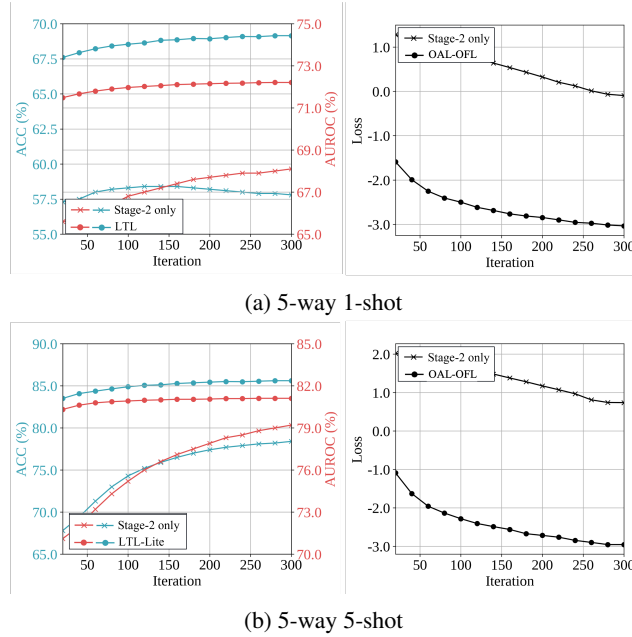 70.0
67.5
65.0
62.5
60.0
57.5
55.0
ACC (%)
75.0
73.0
71.0
69.0
67.0
65.0
AUROC (%)
50 100 150 200 250 300
Iteration
Stage-2 only
LTL
1.0
0.0
-1.0
-2.0
-3.0
Loss
50 100 150 200 250 300
Iteration
Stage-2 only
OAL-OFL
(a) 5-way 1-shot
90.0
85.0
80.0
75.0
70.0
65.0
ACC (%)
85.0
82.0
79.0
76.0
73.0
70.0
AUROC (%)
50 100 150 200 250 300
Iteration
Stage-2 only
LTL-Lite
2.0
1.0
0.0
-1.0
-2.0
-3.0
Loss
50 100 150 200 250 300
Iteration
Stage-2 only
OAL-OFL
(b) 5-way 5-shot